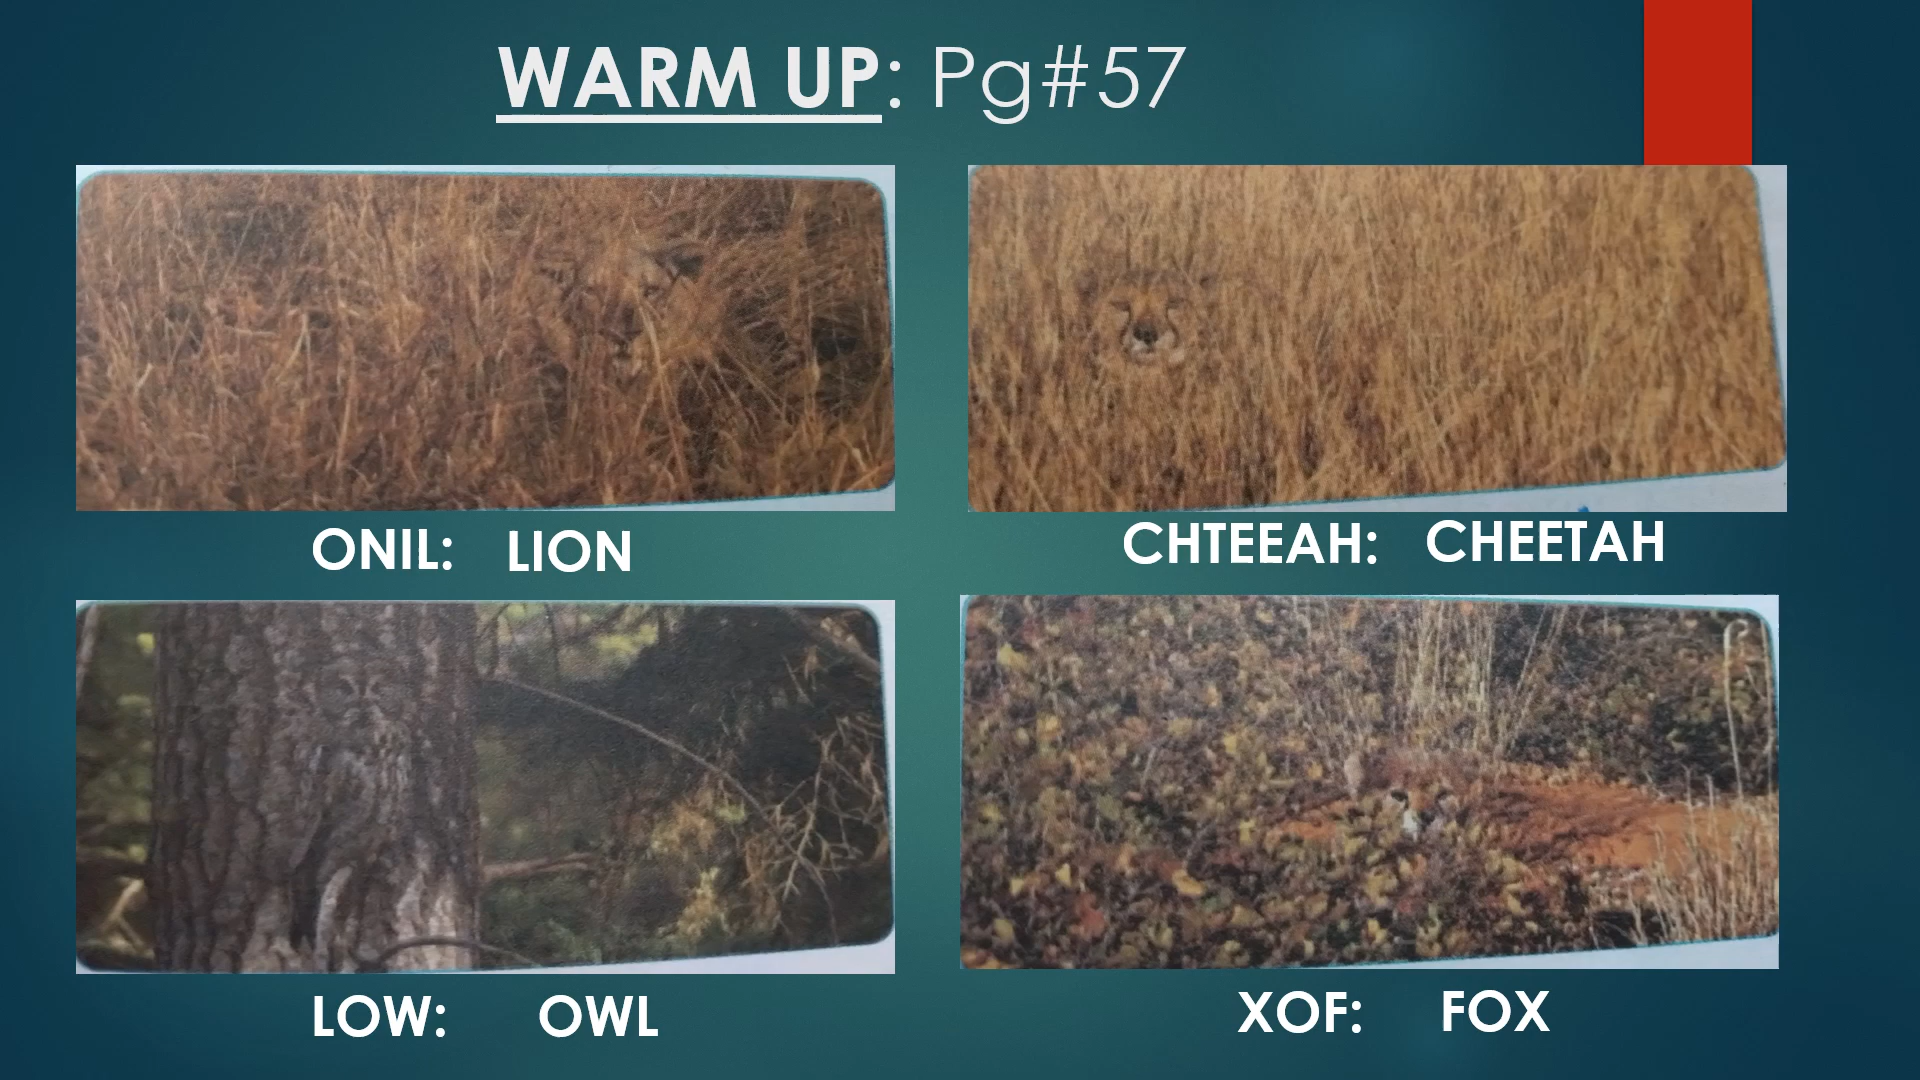 WARM UP: Pg#57
ONIL: LION
CHTEEAH: CHEETAH
LOW: OWL
XOF: FOX